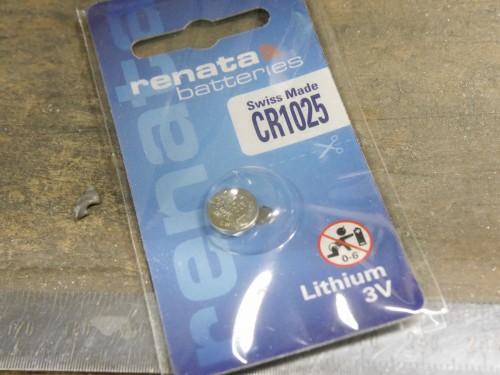 renata
batteries
Swiss Made
CR1025
renata
0-6
Lithium
3V